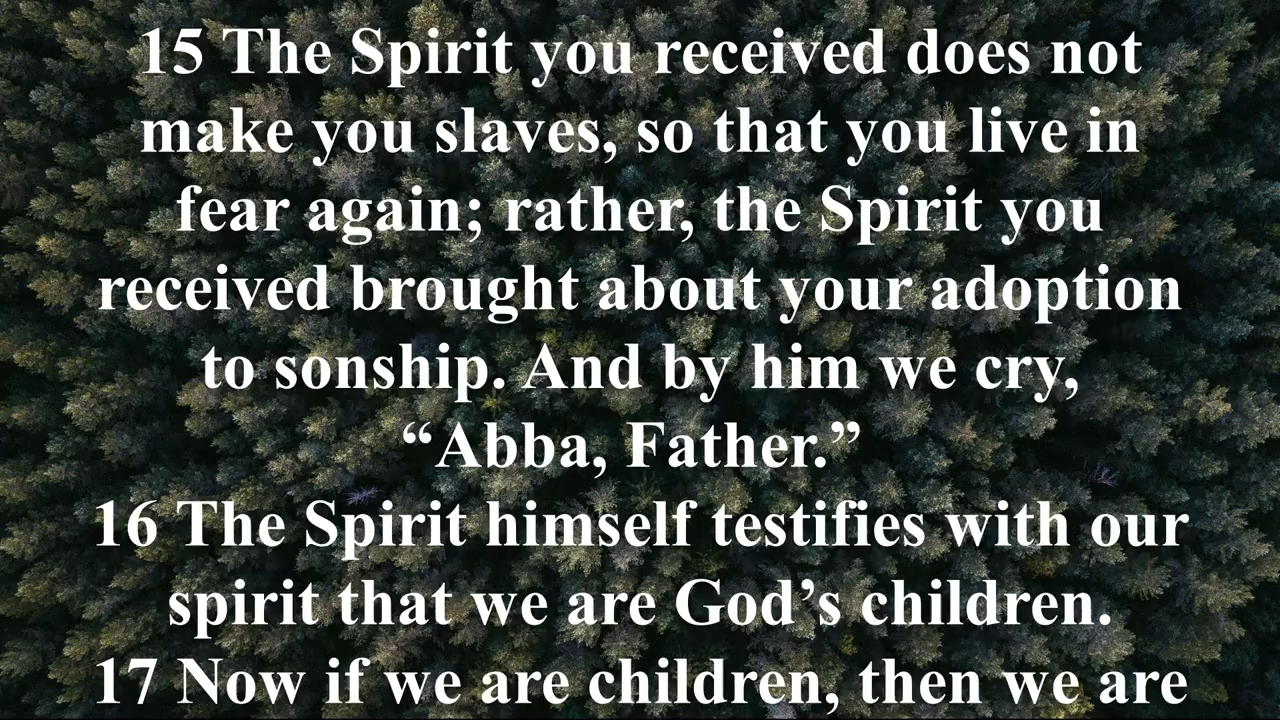 15 The Spirit you received does not
make you slaves, so that you live in
fear again; rather, the Spirit you
received brought about your adoption
to sonship. And by him we cry,
“Abba, Father.”
16 The Spirit himself testifies with our
spirit that we are God’s children.
17 Now if we are children, then we are